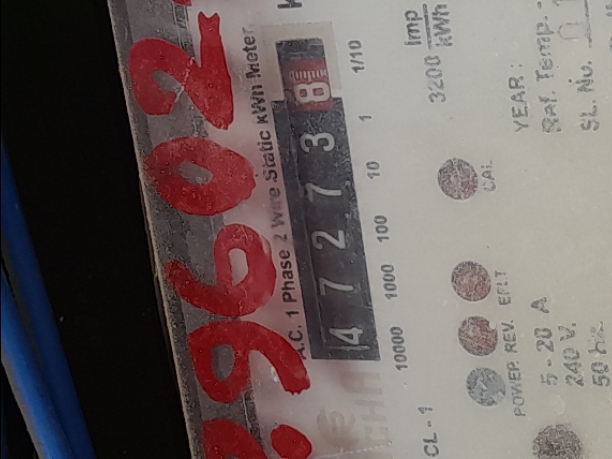 9602
A.C. 1 Phase 2 Wire Static kWh Meter
4 7 2 7 3 8
10000 1000 100 10 1 1/10
CL - 1
3200 Imp/kWh
POWER REV. EFLT CAL
5 - 20 A
240 V.
50 Hz.
YEAR :
Ref. Temp. -
SL. No.